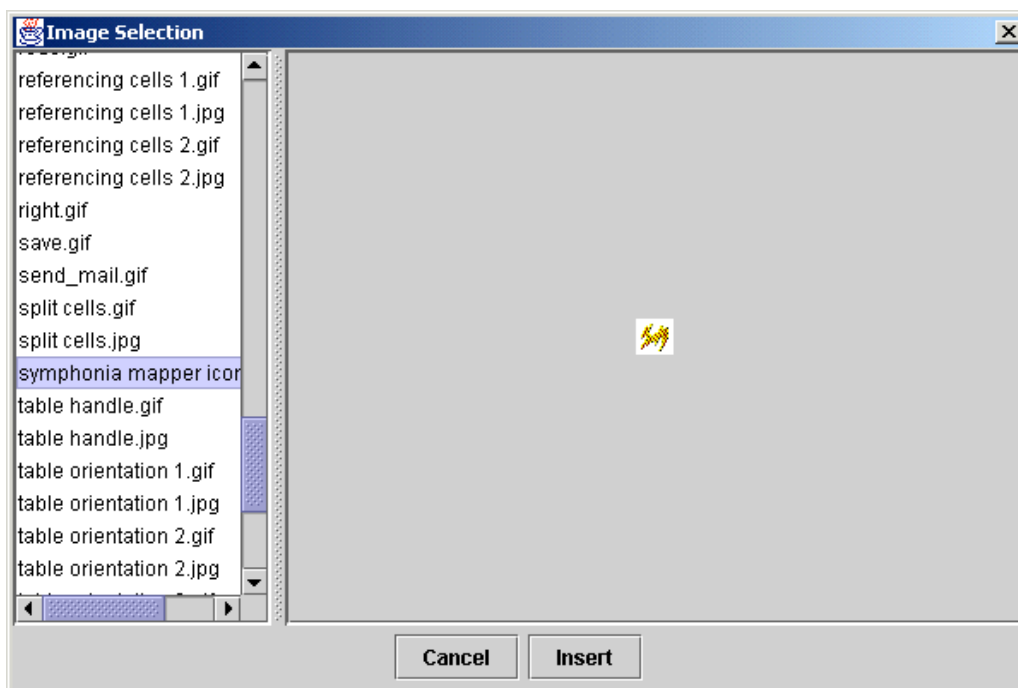 Image Selection
referencing cells 1.gif
referencing cells 1.jpg
referencing cells 2.gif
referencing cells 2.jpg
right.gif
save.gif
send_mail.gif
split cells.gif
split cells.jpg
symphonia mapper icon
table handle.gif
table handle.jpg
table orientation 1.gif
table orientation 1.jpg
table orientation 2.gif
table orientation 2.jpg
Cancel Insert